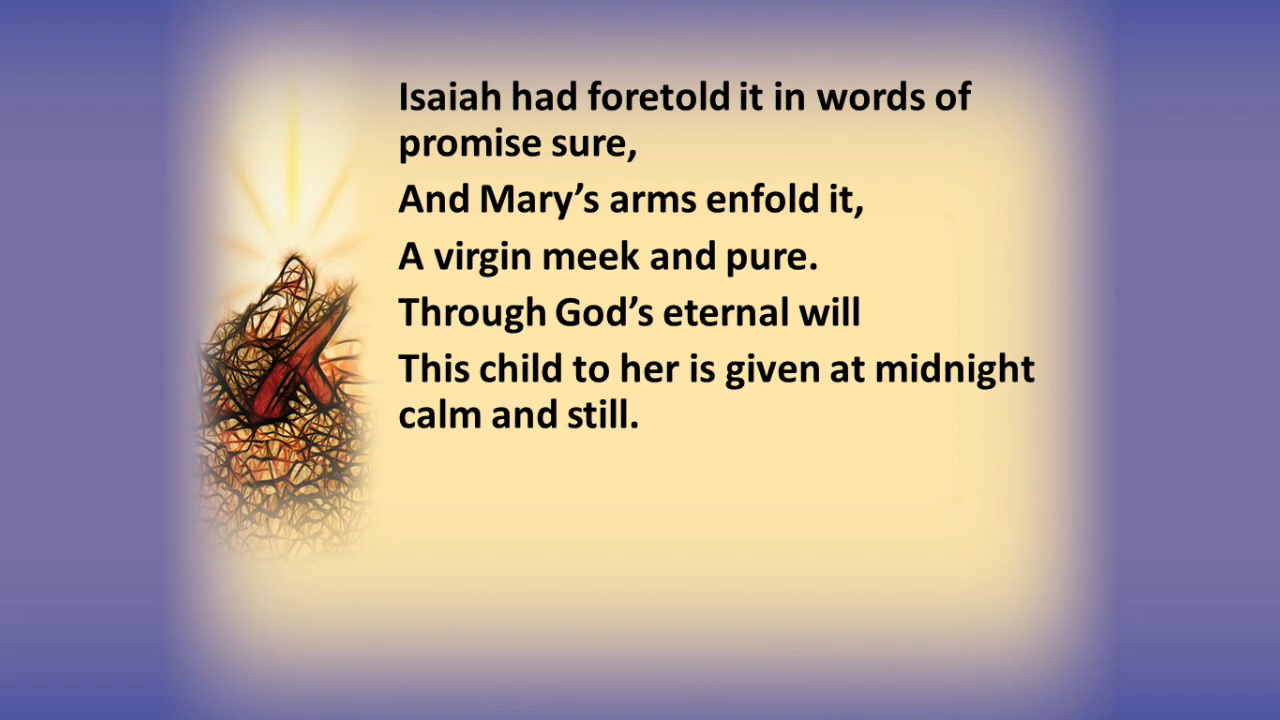 Isaiah had foretold it in words of
promise sure,
And Mary’s arms enfold it,
A virgin meek and pure.
Through God’s eternal will
This child to her is given at midnight
calm and still.